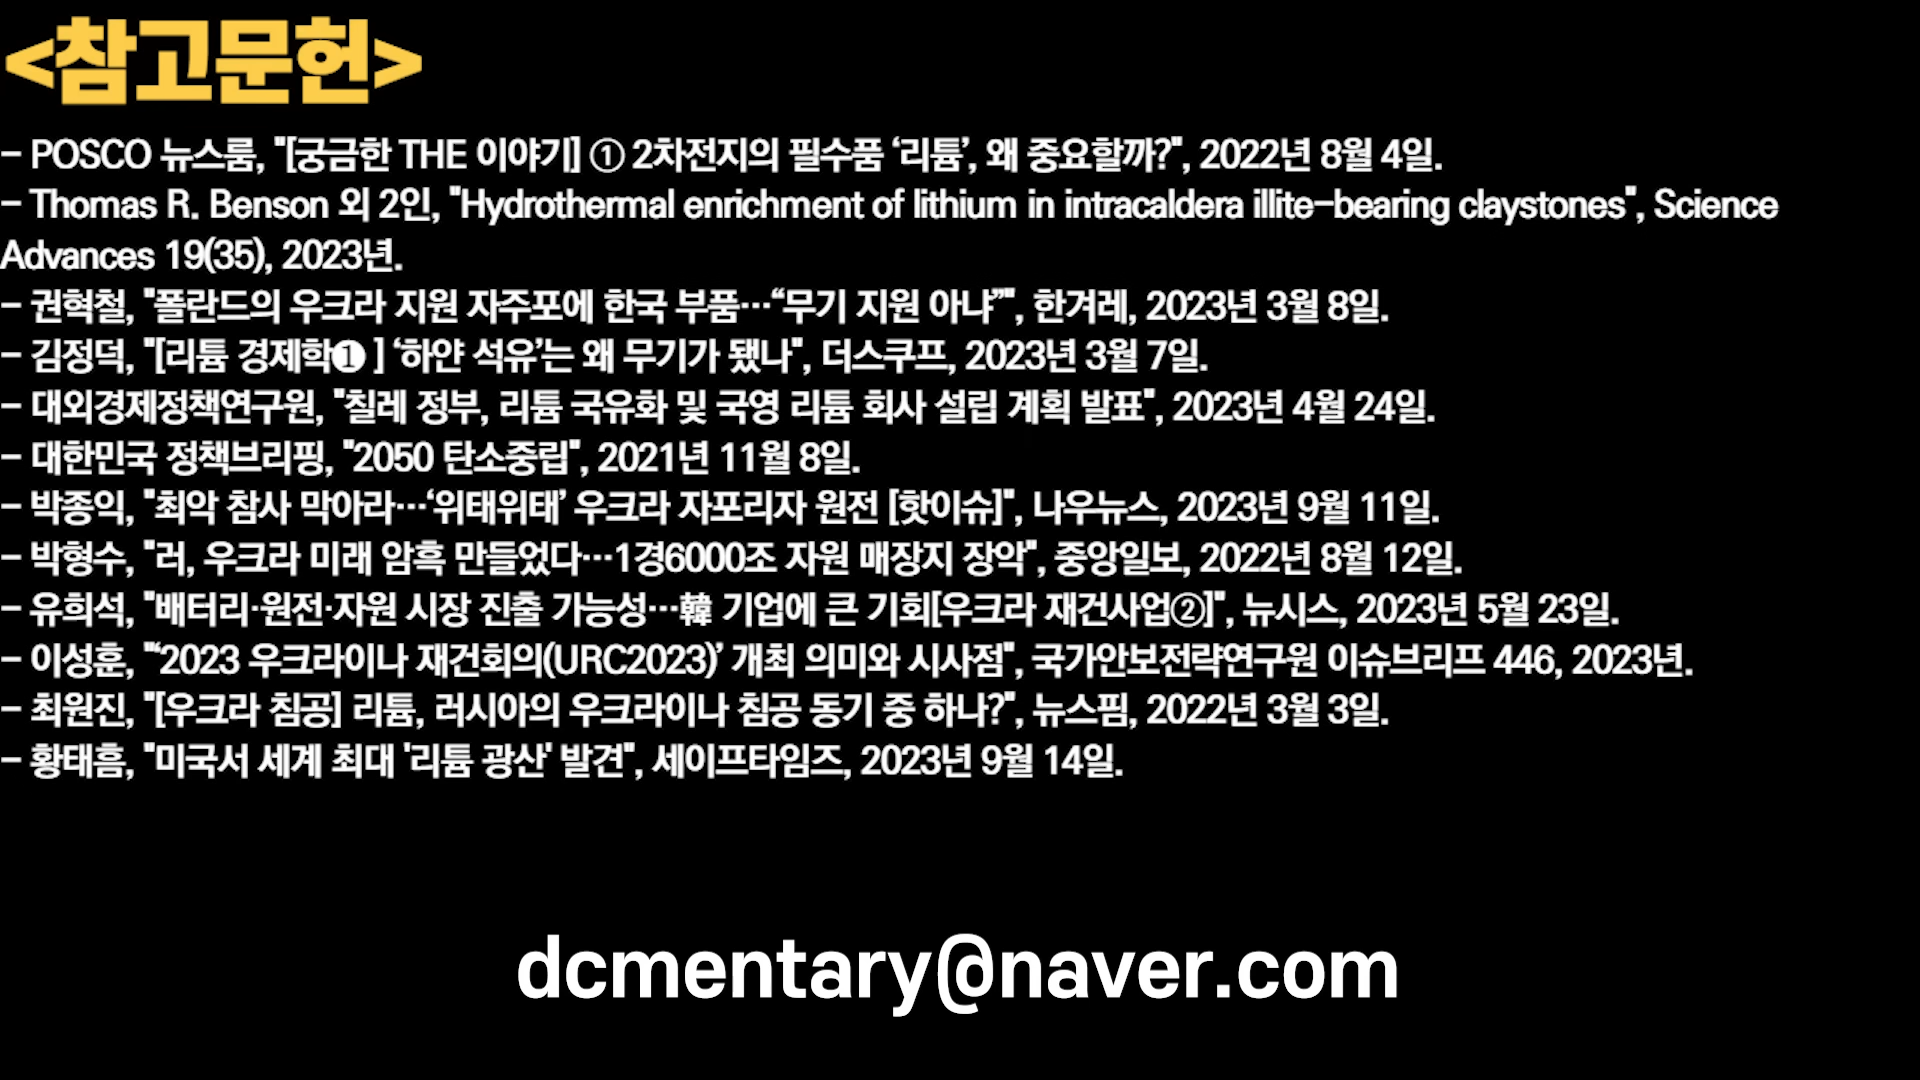 <참고문헌>
- POSCO 뉴스룸, "[궁금한 THE 이야기] ① 2차전지의 필수품 ‘리튬’, 왜 중요할까?", 2022년 8월 4일.
- Thomas R. Benson 외 2인, "Hydrothermal enrichment of lithium in intracaldera illite-bearing claystones", Science
Advances 19(35), 2023년.
- 권혁철, "폴란드의 우크라 지원 자주포에 한국 부품…“무기 지원 아냐”", 한겨레, 2023년 3월 8일.
- 김정덕, "[리튬 경제학❶ ] ‘하얀 석유’는 왜 무기가 됐나", 더스쿠프, 2023년 3월 7일.
- 대외경제정책연구원, "칠레 정부, 리튬 국유화 및 국영 리튬 회사 설립 계획 발표", 2023년 4월 24일.
- 대한민국 정책브리핑, "2050 탄소중립", 2021년 11월 8일.
- 박종익, "최악 참사 막아라…‘위태위태’ 우크라 자포리자 원전 [핫이슈]", 나우뉴스, 2023년 9월 11일.
- 박형수, "러, 우크라 미래 암흑 만들었다…1경6000조 자원 매장지 장악", 중앙일보, 2022년 8월 12일.
- 유희석, "배터리·원전·자원 시장 진출 가능성…韓 기업에 큰 기회[우크라 재건사업②]", 뉴시스, 2023년 5월 23일.
- 이성훈, "‘2023 우크라이나 재건회의(URC2023)’ 개최 의미와 시사점", 국가안보전략연구원 이슈브리프 446, 2023년.
- 최원진, "[우크라 침공] 리튬, 러시아의 우크라이나 침공 동기 중 하나?", 뉴스핌, 2022년 3월 3일.
- 황태흠, "미국서 세계 최대 '리튬 광산' 발견", 세이프타임즈, 2023년 9월 14일.
dcmentary@naver.com